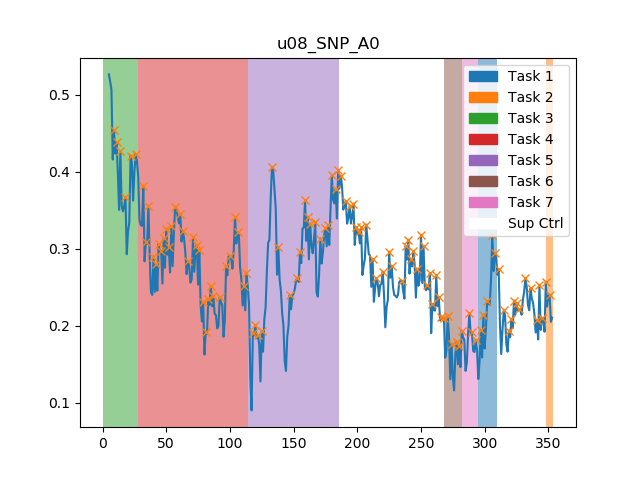 u08_SNP_A0
0.5
0.4
0.3
0.2
0.1
0 50 100 150 200 250 300 350
Task 1
Task 2
Task 3
Task 4
Task 5
Task 6
Task 7
Sup Ctrl